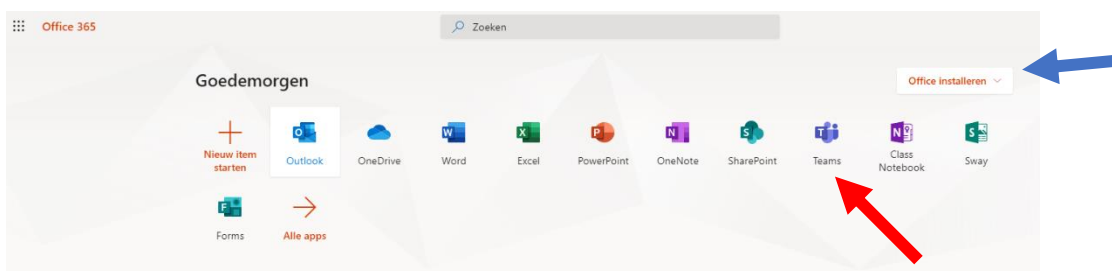 Office 365
Zoeken
Goedemorgen
Office installeren
Nieuw item
starten
Outlook
OneDrive
Word
Excel
PowerPoint
OneNote
SharePoint
Teams
Class
Notebook
Sway
Forms
Alle apps